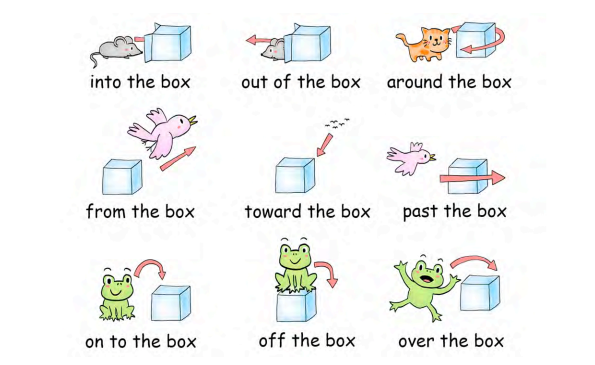 into the box
out of the box
around the box
from the box
toward the box
past the box
on to the box
off the box
over the box